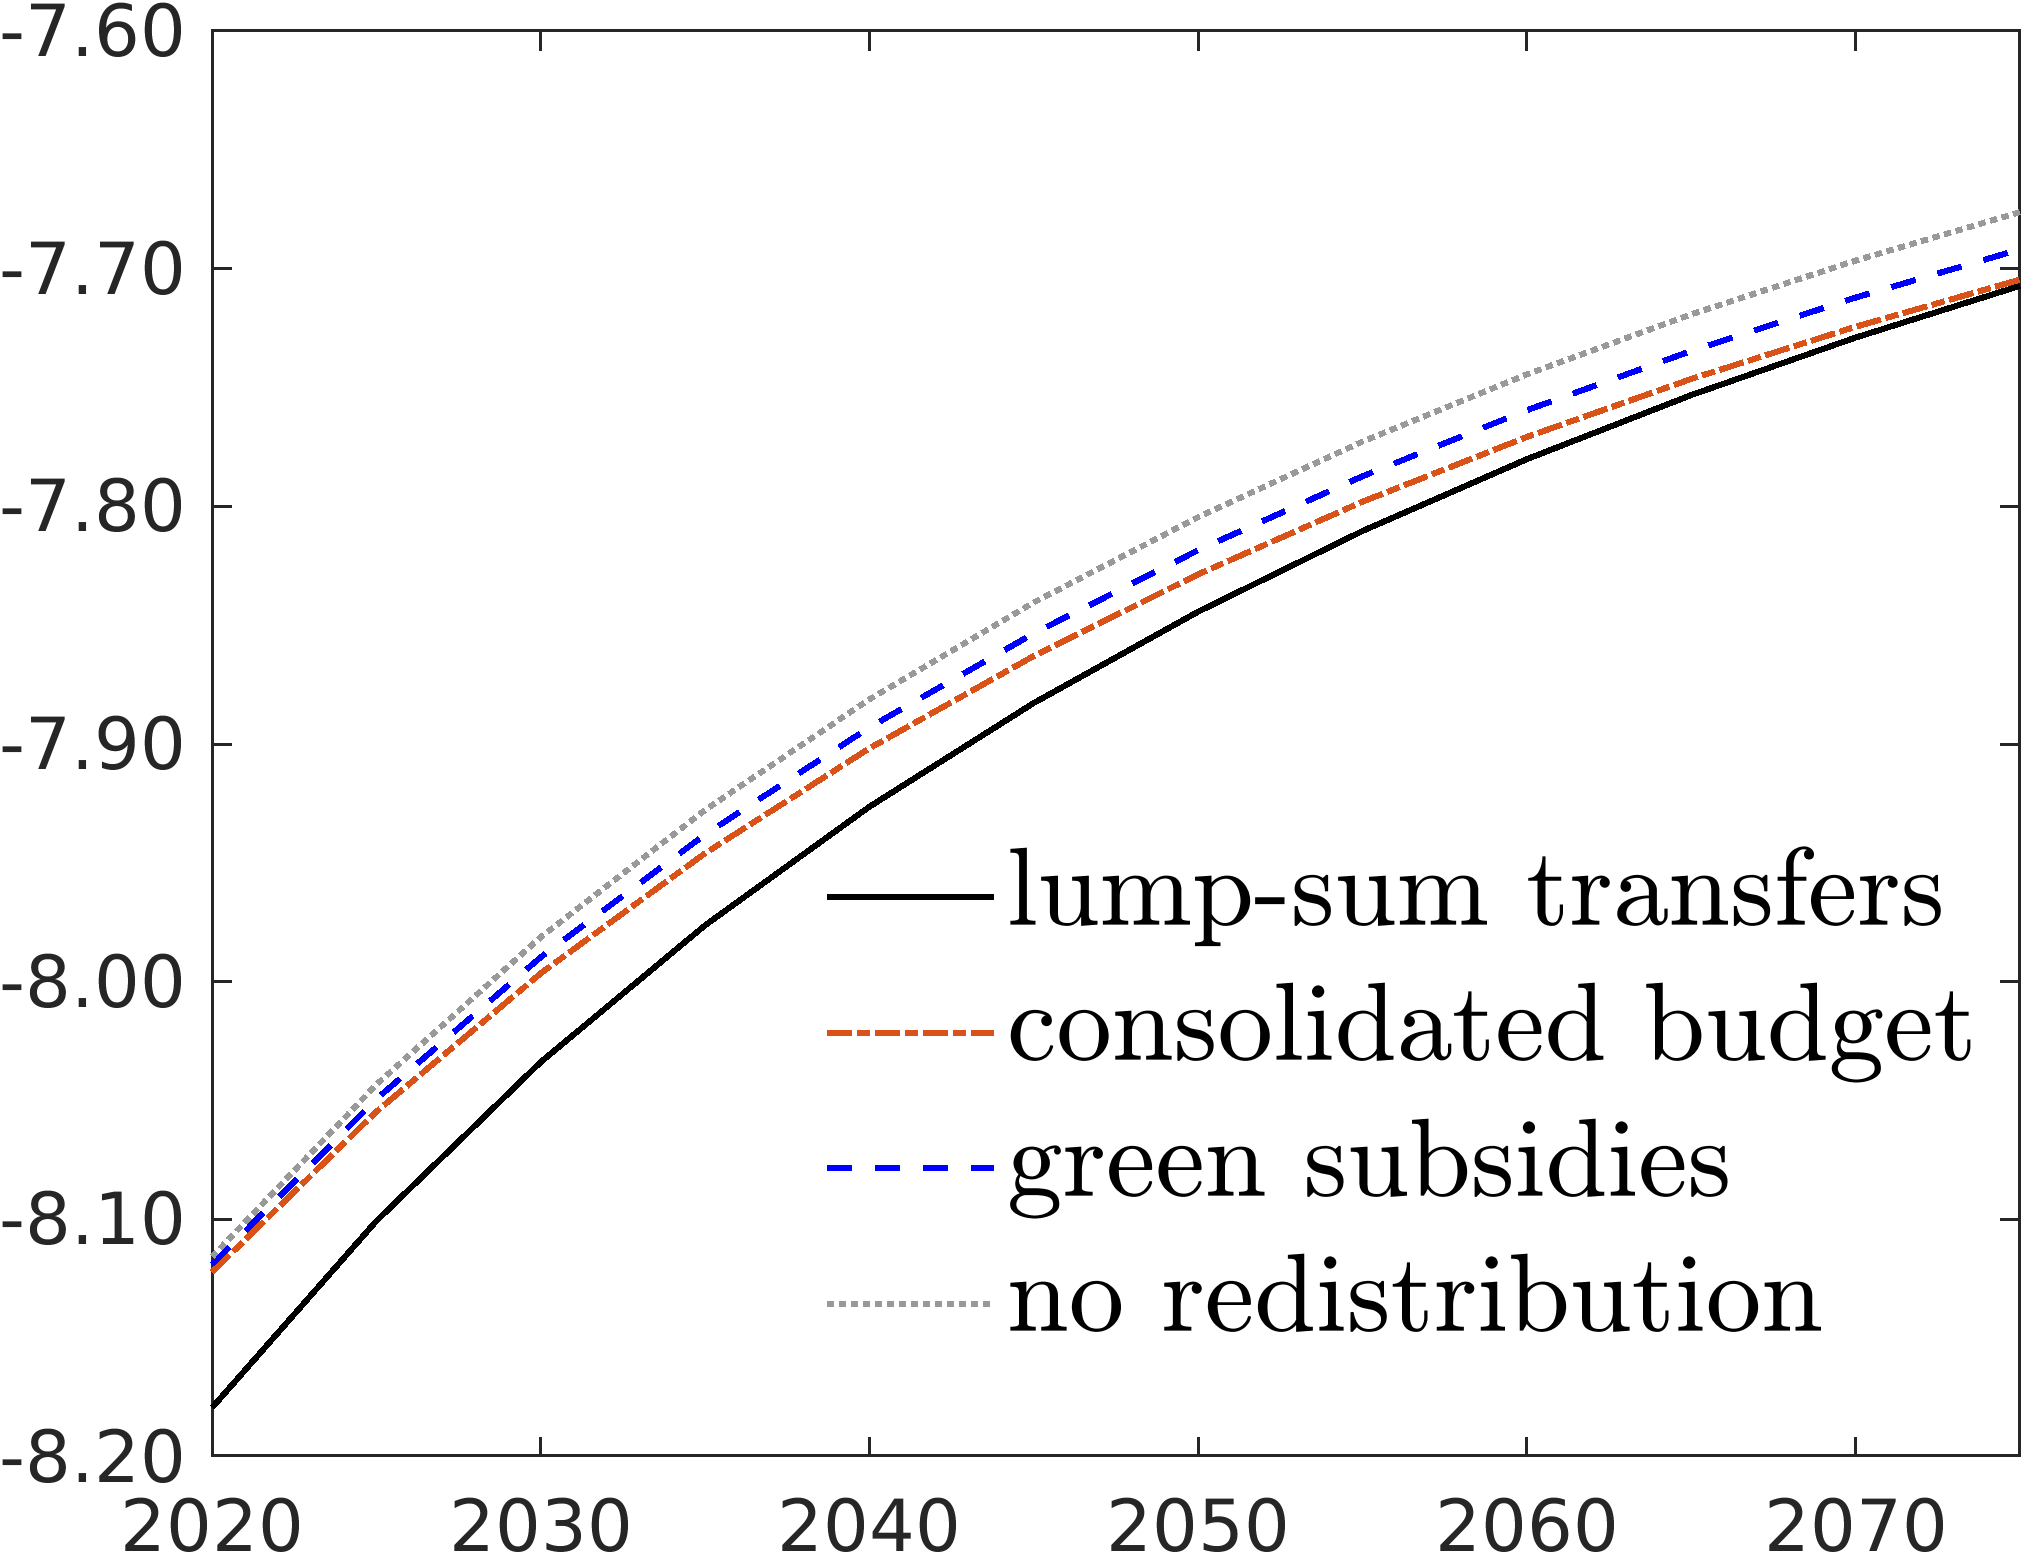 -7.60
-7.70
-7.80
-7.90
-8.00
-8.10
-8.20
lump-sum transfers
consolidated budget
green subsidies
no redistribution
2020 2030 2040 2050 2060 2070